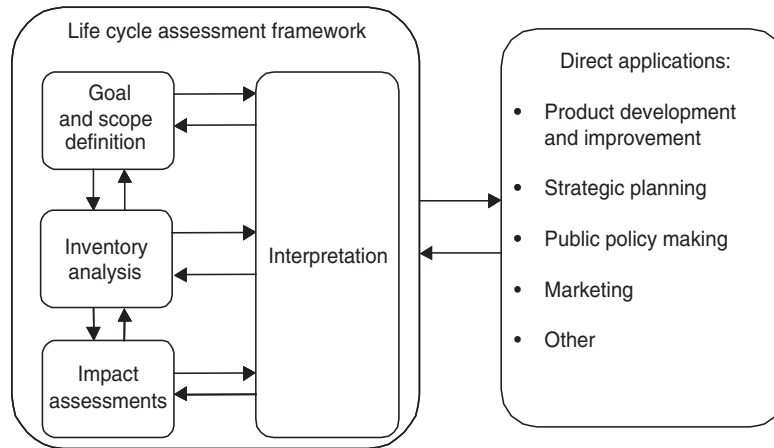 Life cycle assessment framework
Goal
and scope
definition
Inventory
analysis
Impact
assessments
Interpretation
Direct applications:
• Product development
and improvement
• Strategic planning
• Public policy making
• Marketing
• Other